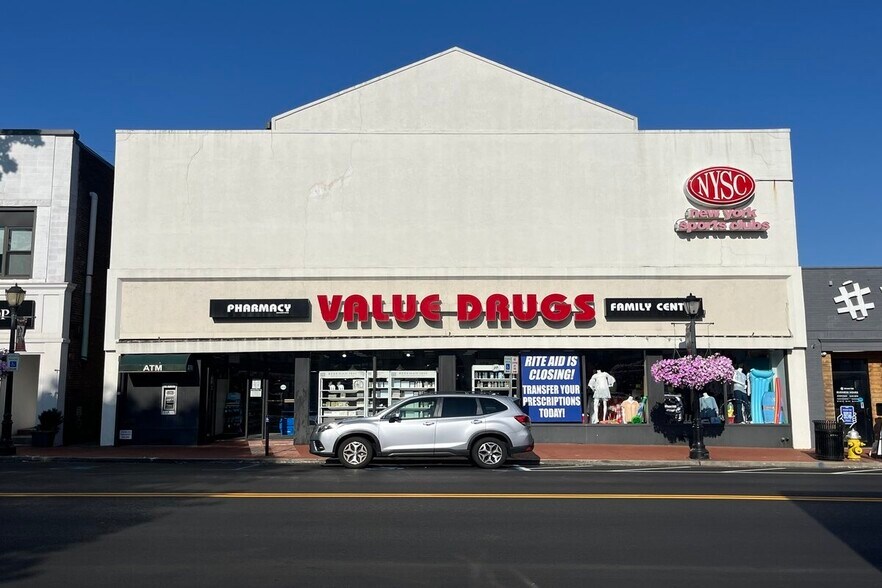 NYSC
new york
sports clubs
PHARMACY
VALUE DRUGS
FAMILY CENT
ATM
RITE AID IS
CLOSING!
TRANSFER YOUR
PRESCRIPTIONS
TODAY!
#